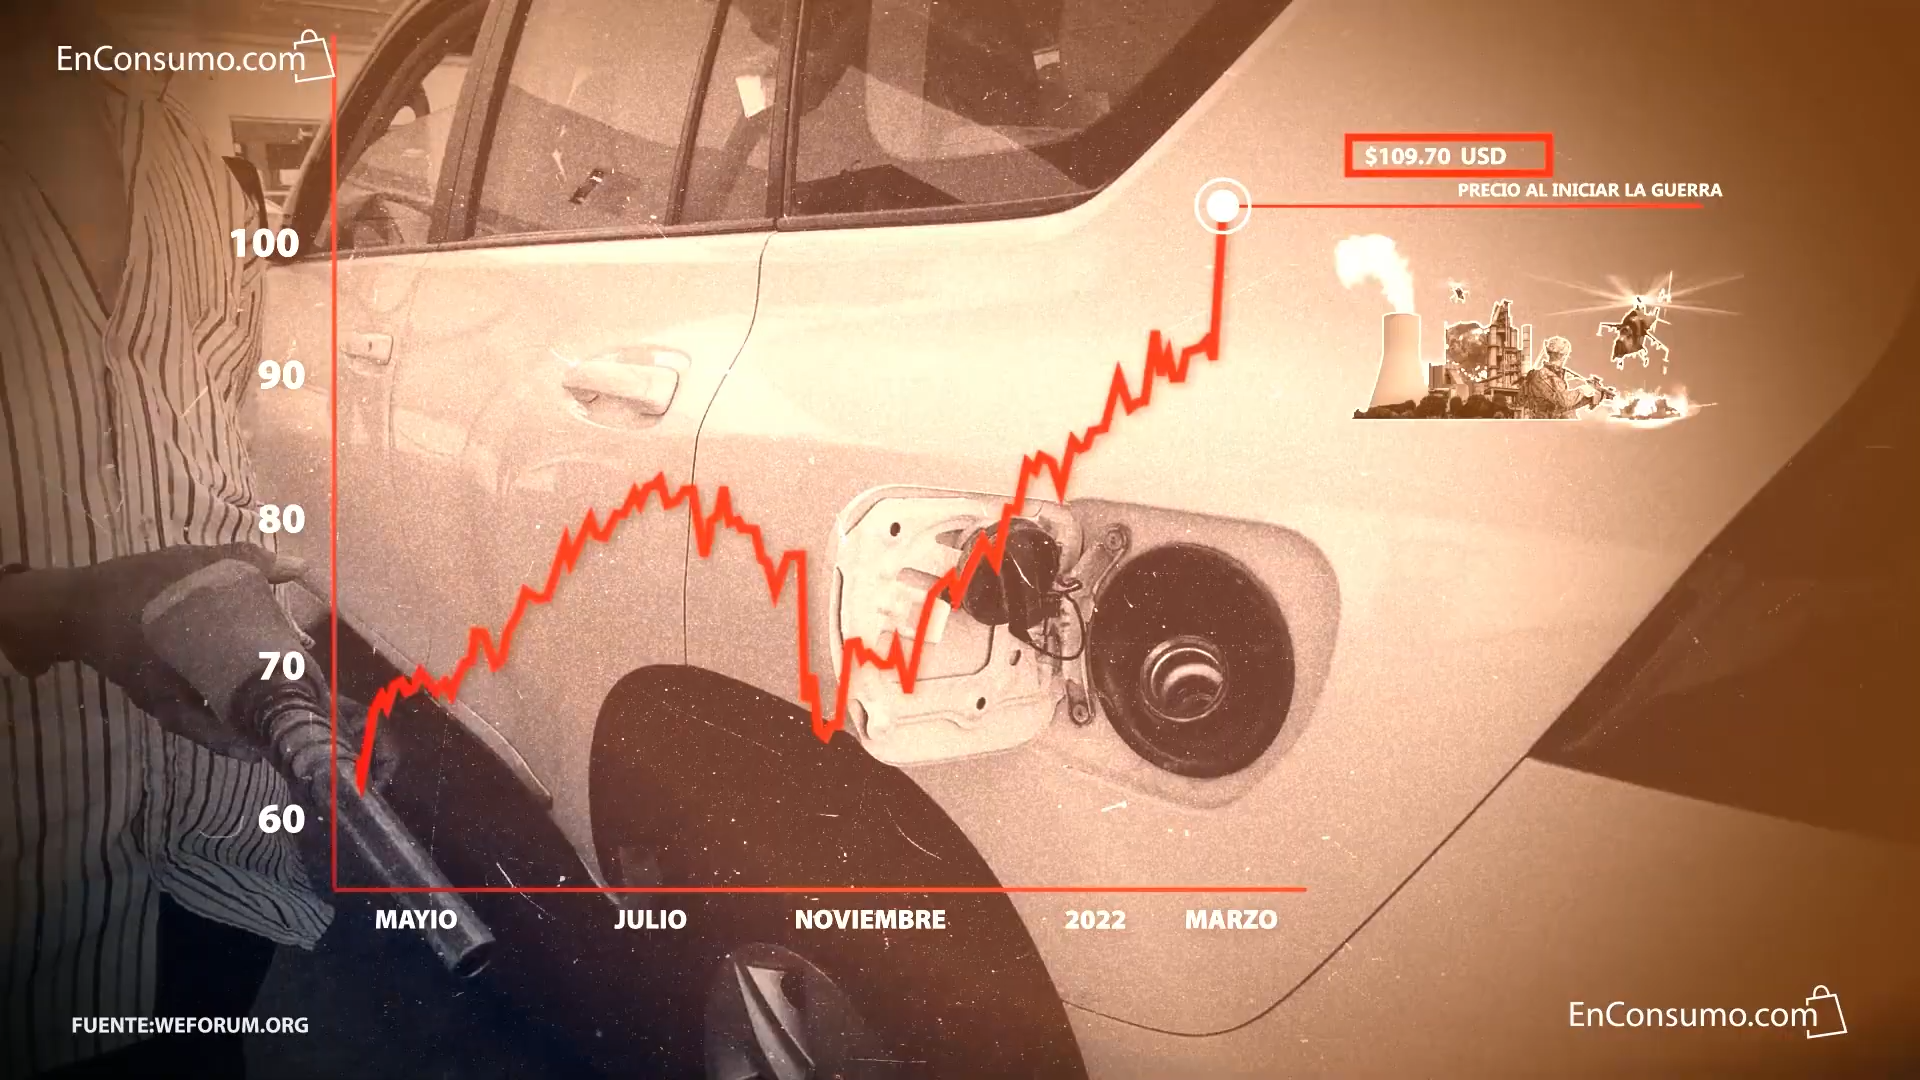 EnConsumo.com
$109.70 USD
PRECIO AL INICIAR LA GUERRA
100
90
80
70
60
MAYIO JULIO NOVIEMBRE 2022 MARZO
FUENTE:WEFORUM.ORG
EnConsumo.com